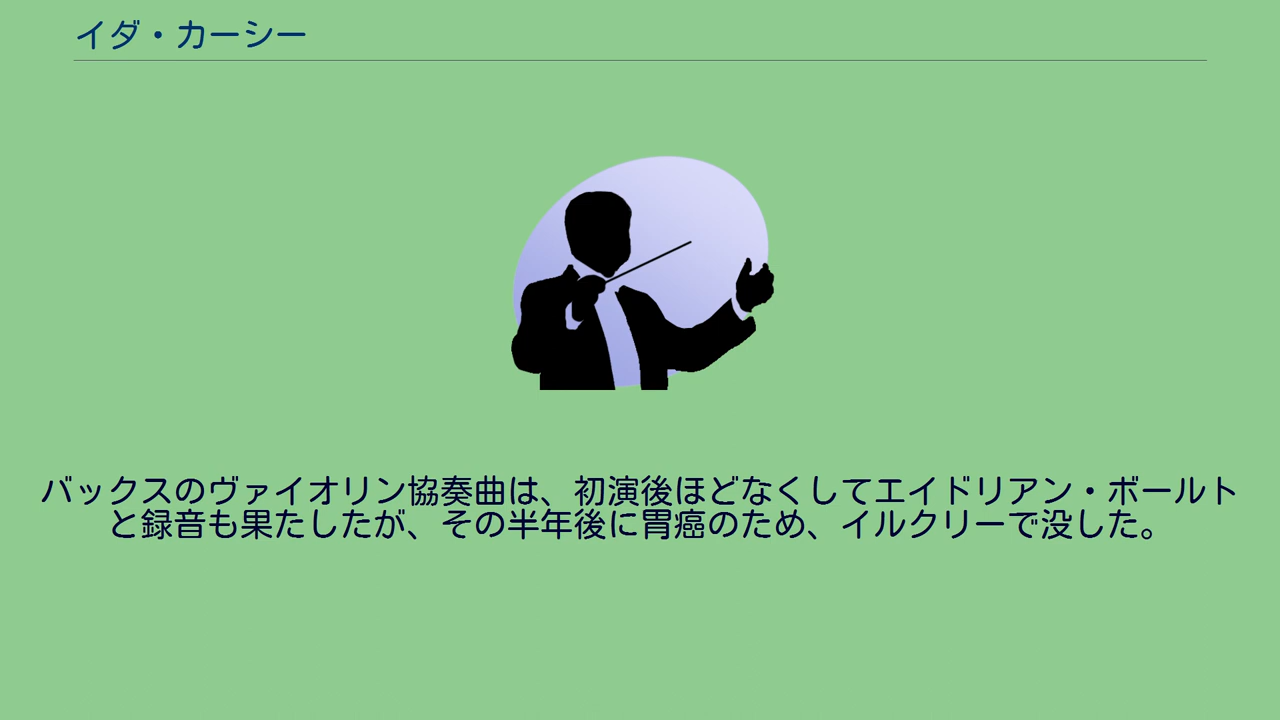 イダ・カーシー
バックスのヴァイオリン協奏曲は、初演後ほどなくしてエイドリアン・ボールト
と録音も果たしたが、その半年後に胃癌のため、イルクリーで没した。